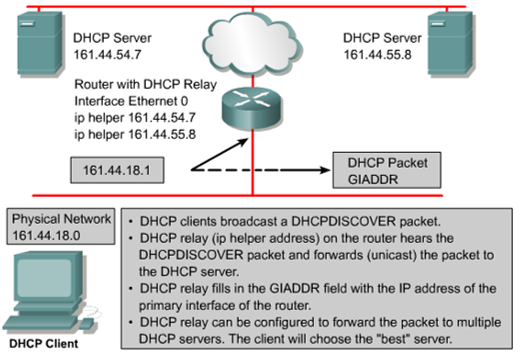 DHCP Server
161.44.54.7
DHCP Server
161.44.55.8
Router with DHCP Relay
Interface Ethernet 0
ip helper 161.44.54.7
ip helper 161.44.55.8
161.44.18.1
DHCP Packet
GIADDR
Physical Network
161.44.18.0
DHCP Client
• DHCP clients broadcast a DHCPDISCOVER packet.
• DHCP relay (ip helper address) on the router hears the
DHCPDISCOVER packet and forwards (unicast) the packet to
the DHCP server.
• DHCP relay fills in the GIADDR field with the IP address of the
primary interface of the router.
• DHCP relay can be configured to forward the packet to multiple
DHCP servers. The client will choose the "best" server.